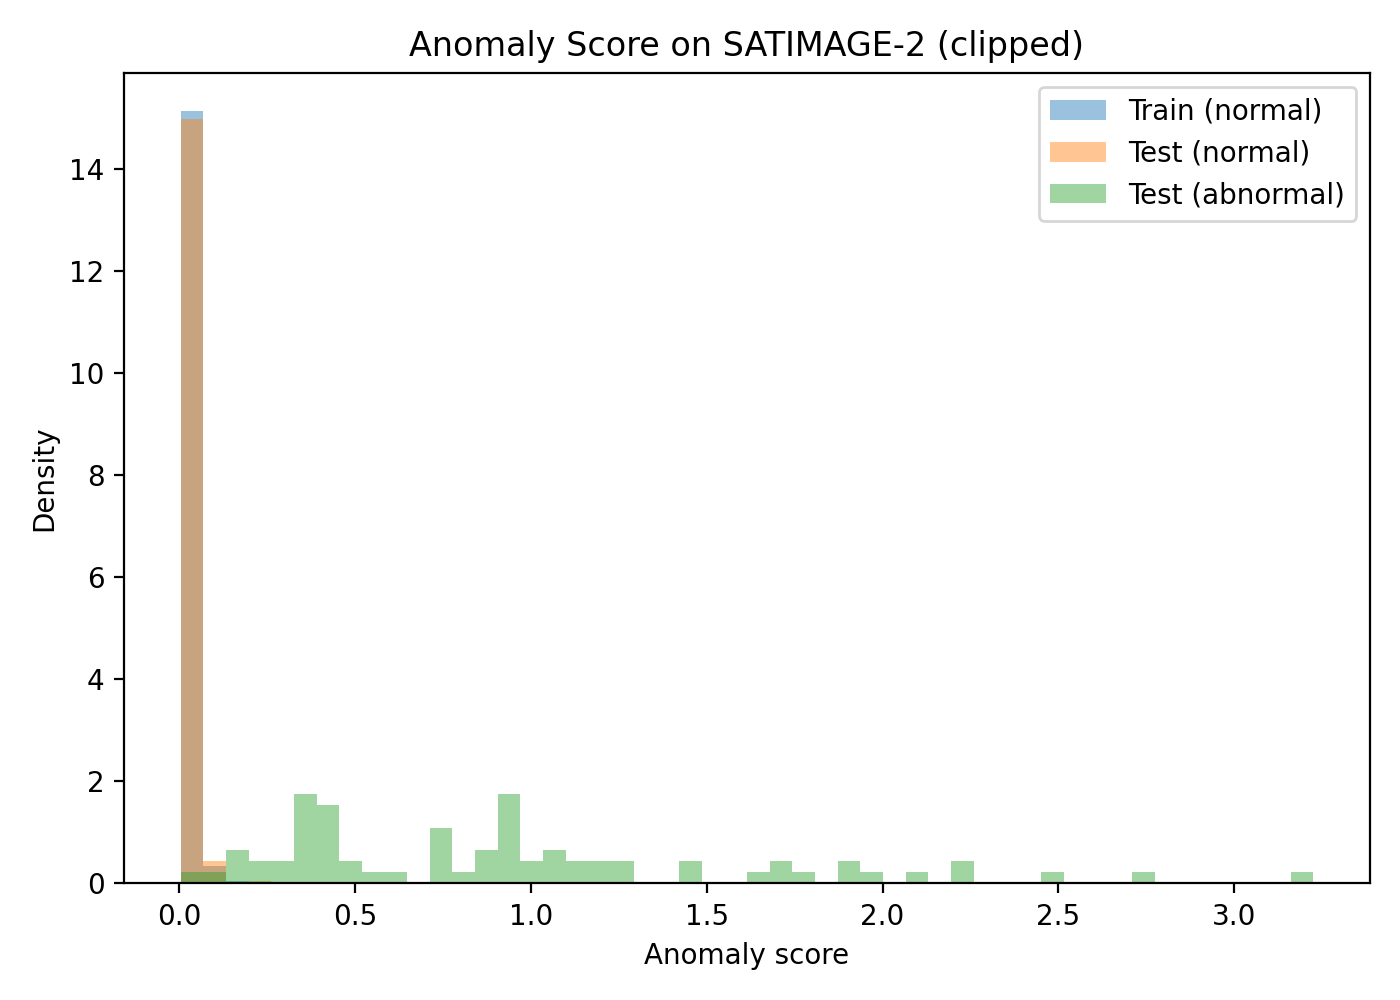 Anomaly Score on SATIMAGE-2 (clipped)
Train (normal)
Test (normal)
Test (abnormal)
14
12
10
8
6
4
2
0
Density
0.0 0.5 1.0 1.5 2.0 2.5 3.0
Anomaly score